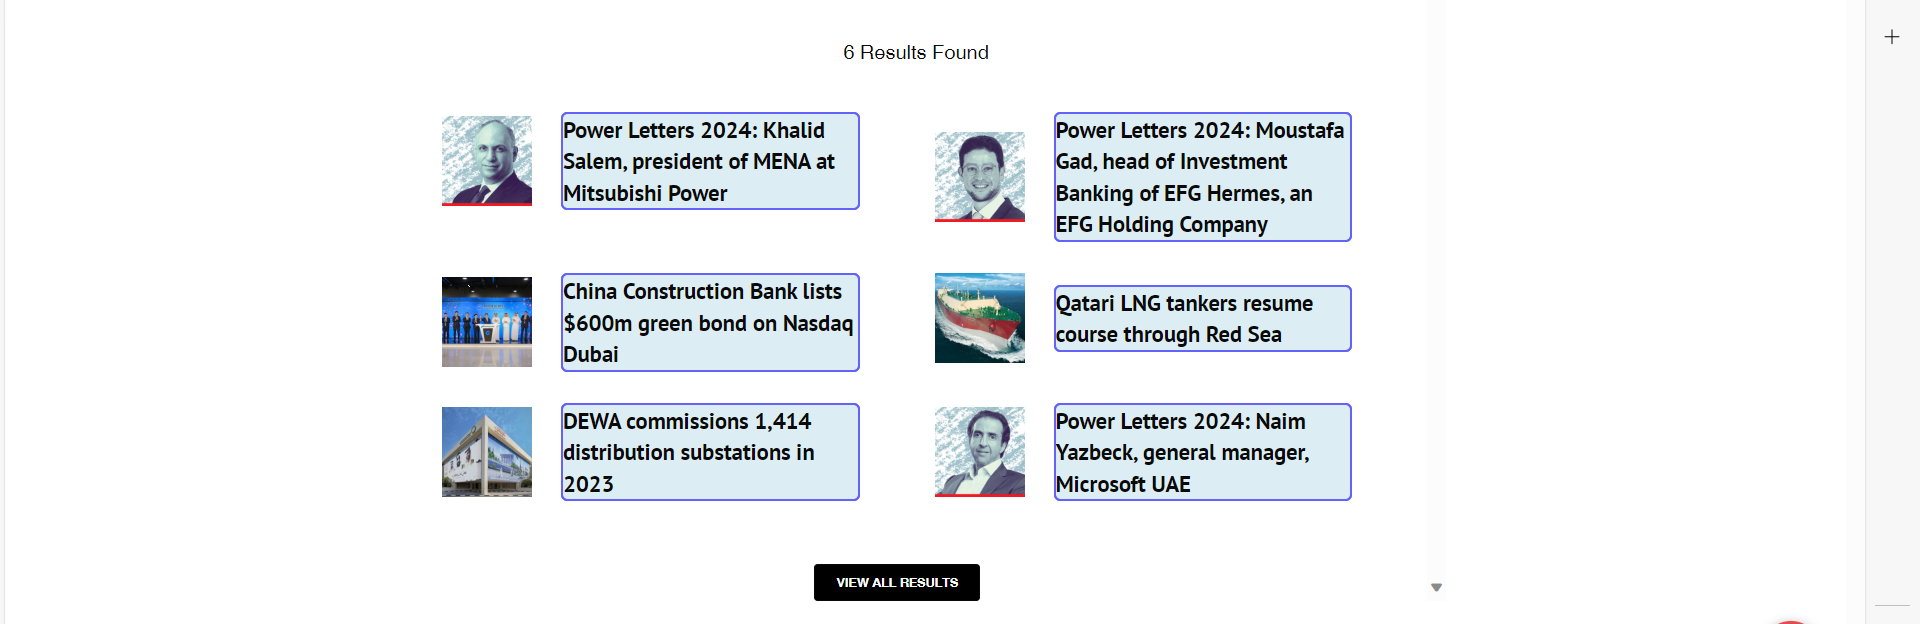 6 Results Found
Power Letters 2024: Khalid
Salem, president of MENA at
Mitsubishi Power
Power Letters 2024: Moustafa
Gad, head of Investment
Banking of EFG Hermes, an
EFG Holding Company
China Construction Bank lists
$600m green bond on Nasdaq
Dubai
Qatari LNG tankers resume
course through Red Sea
DEWA commissions 1,414
distribution substations in
2023
Power Letters 2024: Naim
Yazbeck, general manager,
Microsoft UAE
VIEW ALL RESULTS